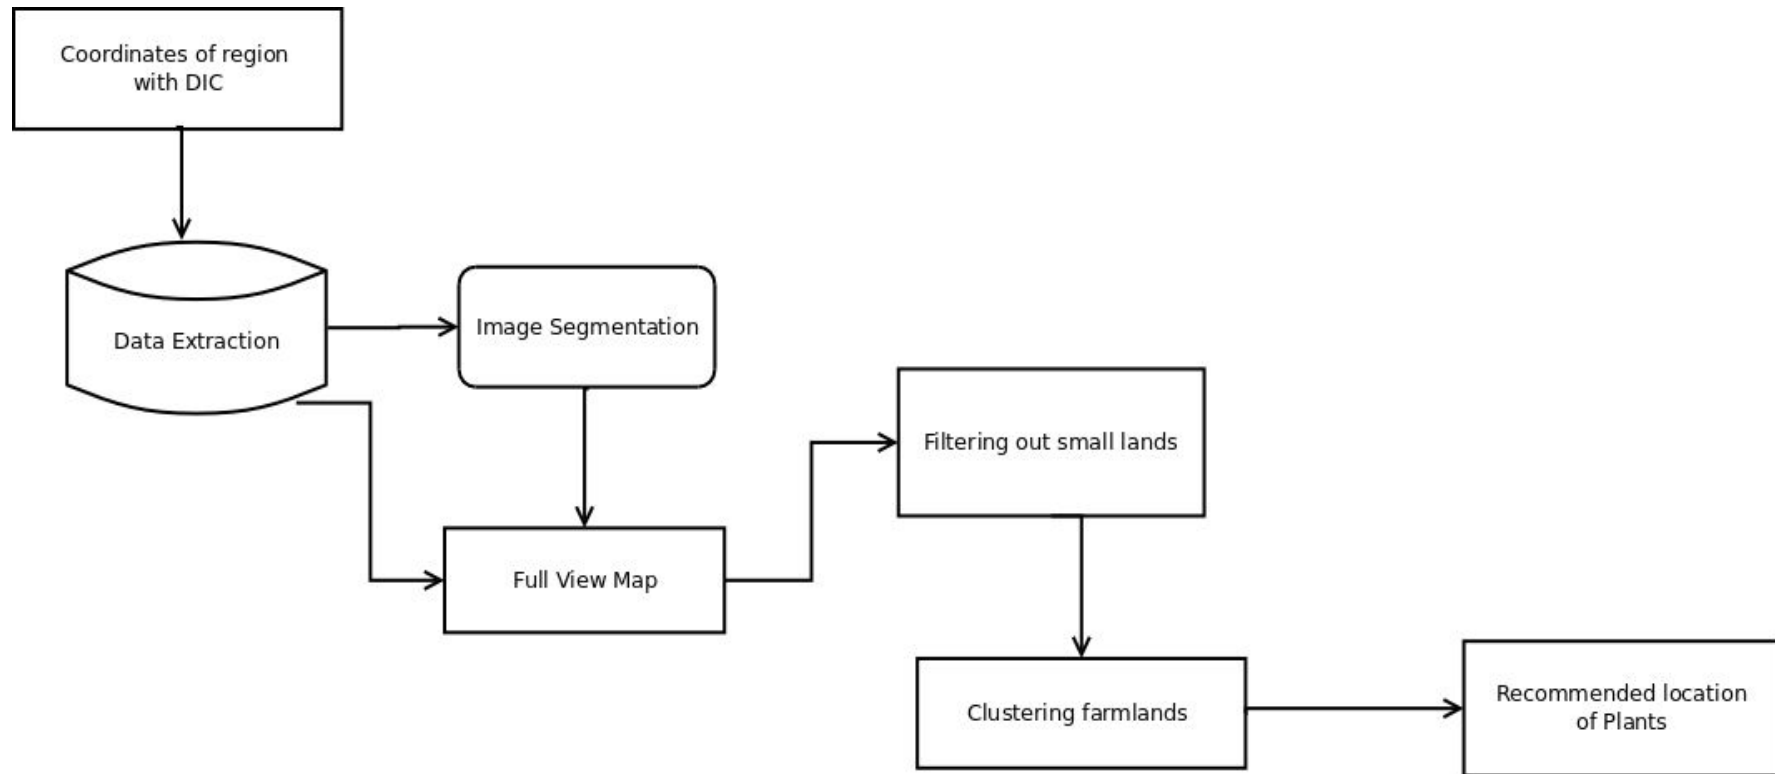 Coordinates of region
with DIC
Data Extraction
Image Segmentation
Full View Map
Filtering out small lands
Clustering farmlands
Recommended location
of Plants